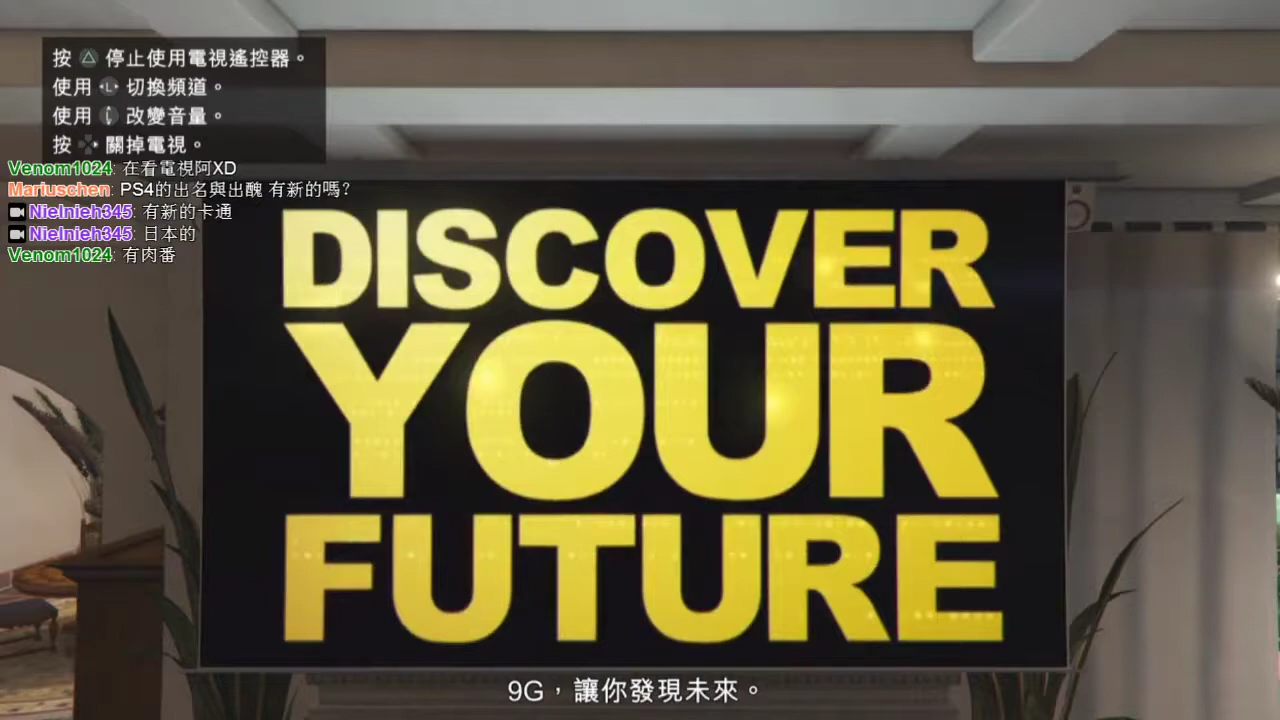 按 △ 停止使用電視遙控器。
使用 L 切換頻道。
使用 L 改變音量。
按 關掉電視。
Venom1024: 在看電視阿XD
Mariuschen: PS4的出名與出醜 有新的嗎?
Nielnieh345: 有新的卡通
Nielnieh345: 日本的
Venom1024: 有肉番
DISCOVER
YOUR
FUTURE
9G，讓你發現未來。